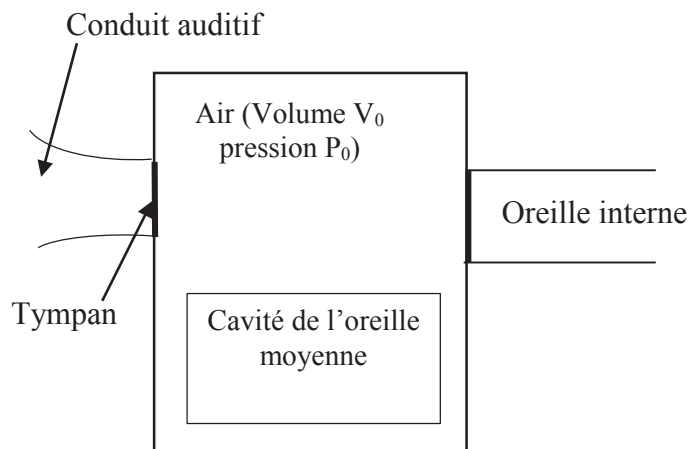 Conduit auditif
Air (Volume V₀
pression P₀)
Oreille interne
Tympan
Cavité de l’oreille
moyenne